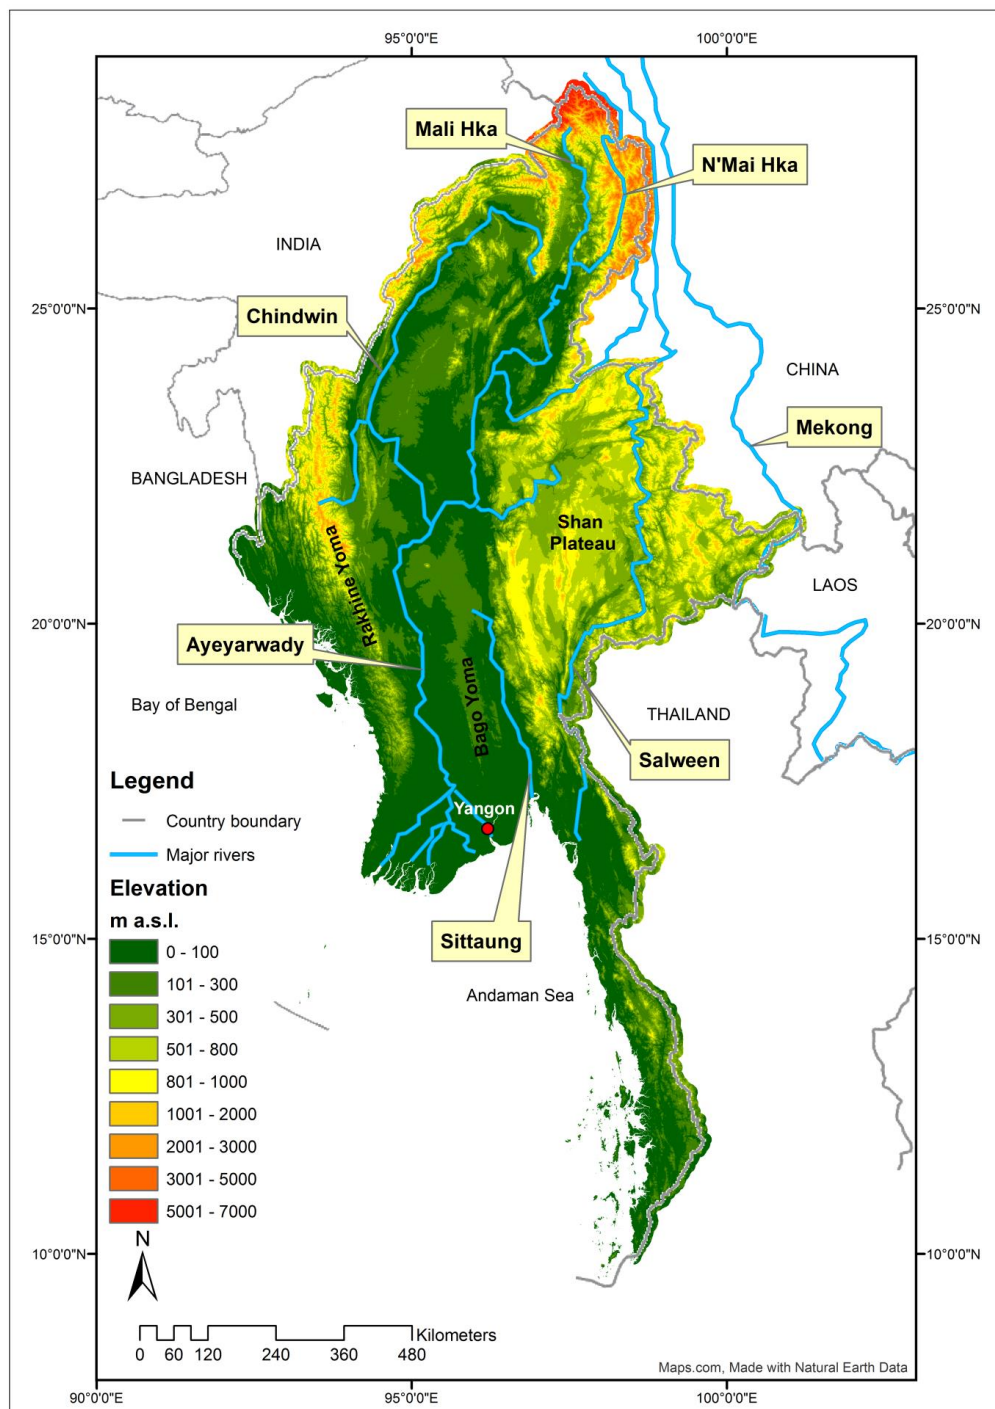 95°0'0"E
100°0'0"E
Mali Hka
N'Mai Hka
INDIA
25°0'0"N
25°0'0"N
Chindwin
CHINA
Mekong
BANGLADESH
Shan
Plateau
Rakhine Yoma
LAOS
20°0'0"N
20°0'0"N
Ayeyarwady
Bago Yoma
Bay of Bengal
THAILAND
Salween
Legend
Country boundary
Major rivers
Yangon
Elevation
m a.s.l.
Sittaung
15°0'0"N
15°0'0"N
0 - 100
101 - 300
Andaman Sea
301 - 500
501 - 800
801 - 1000
1001 - 2000
2001 - 3000
3001 - 5000
5001 - 7000
N
10°0'0"N
10°0'0"N
Kilometers
0 60 120 240 360 480
Maps.com, Made with Natural Earth Data
90°0'0"E
95°0'0"E
100°0'0"E